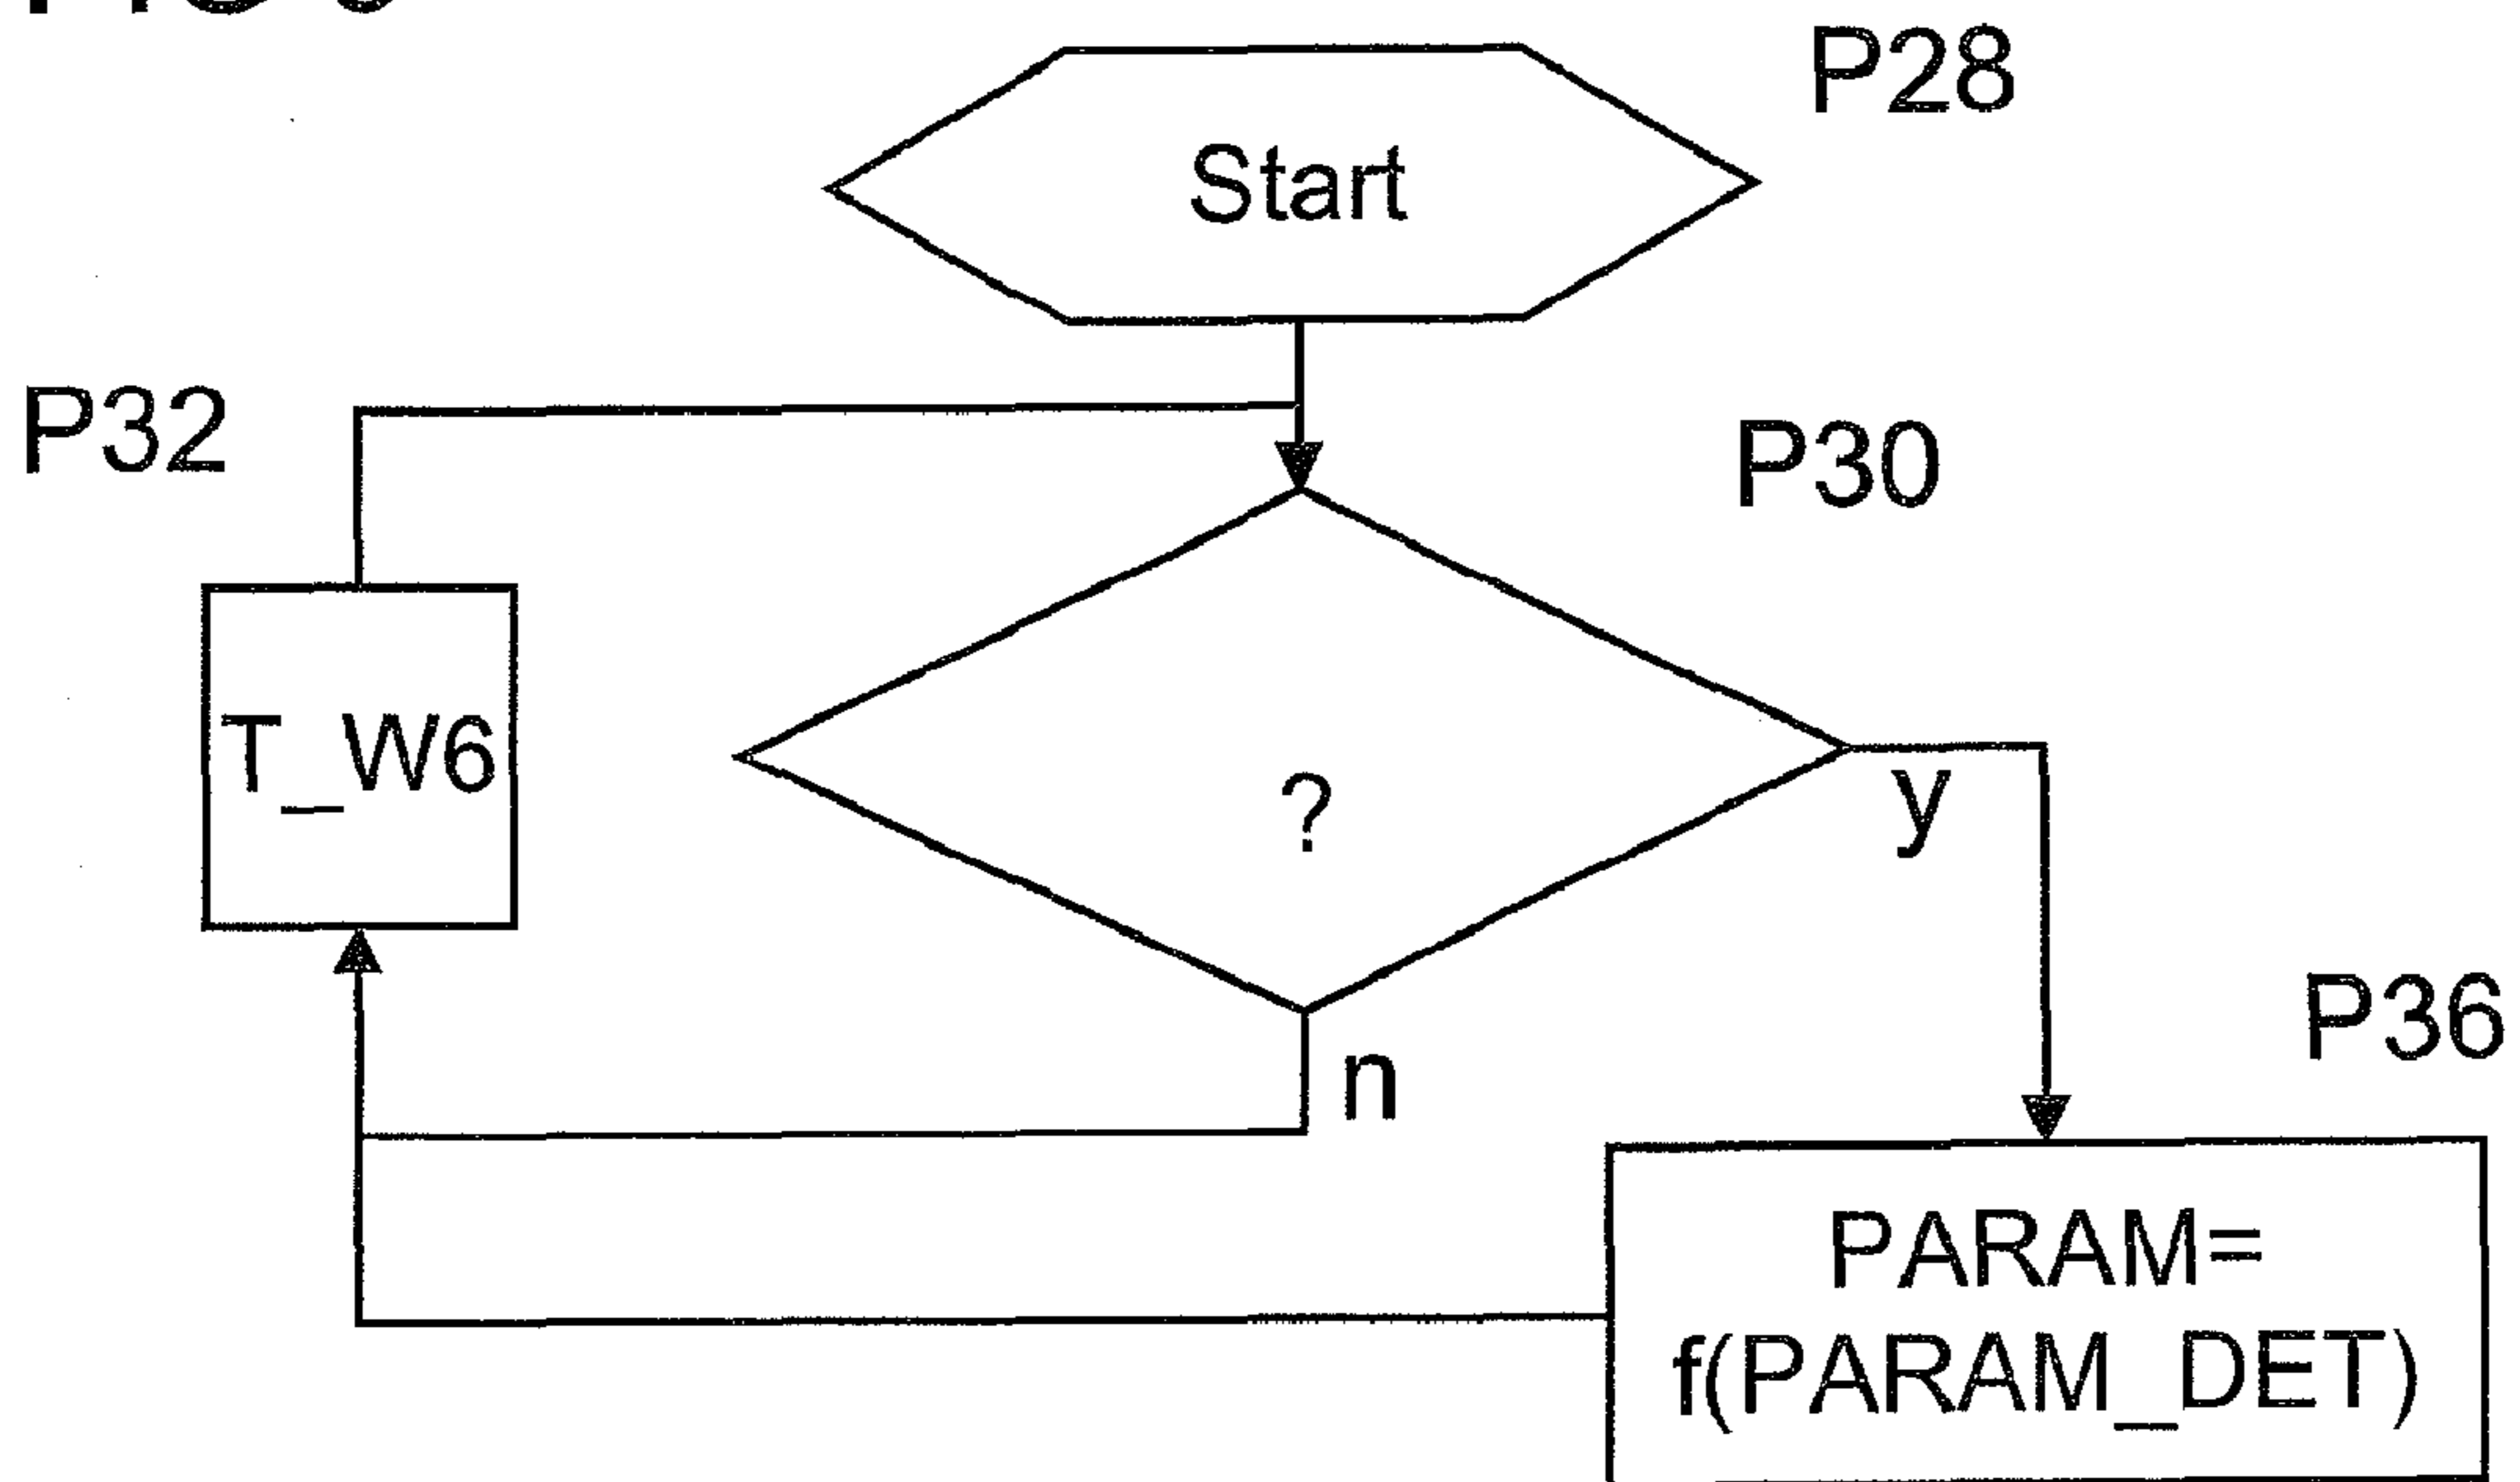 P28
Start
P32
P30
T_W6
?
y
P36
n
PARAM=
f(PARAM_DET)